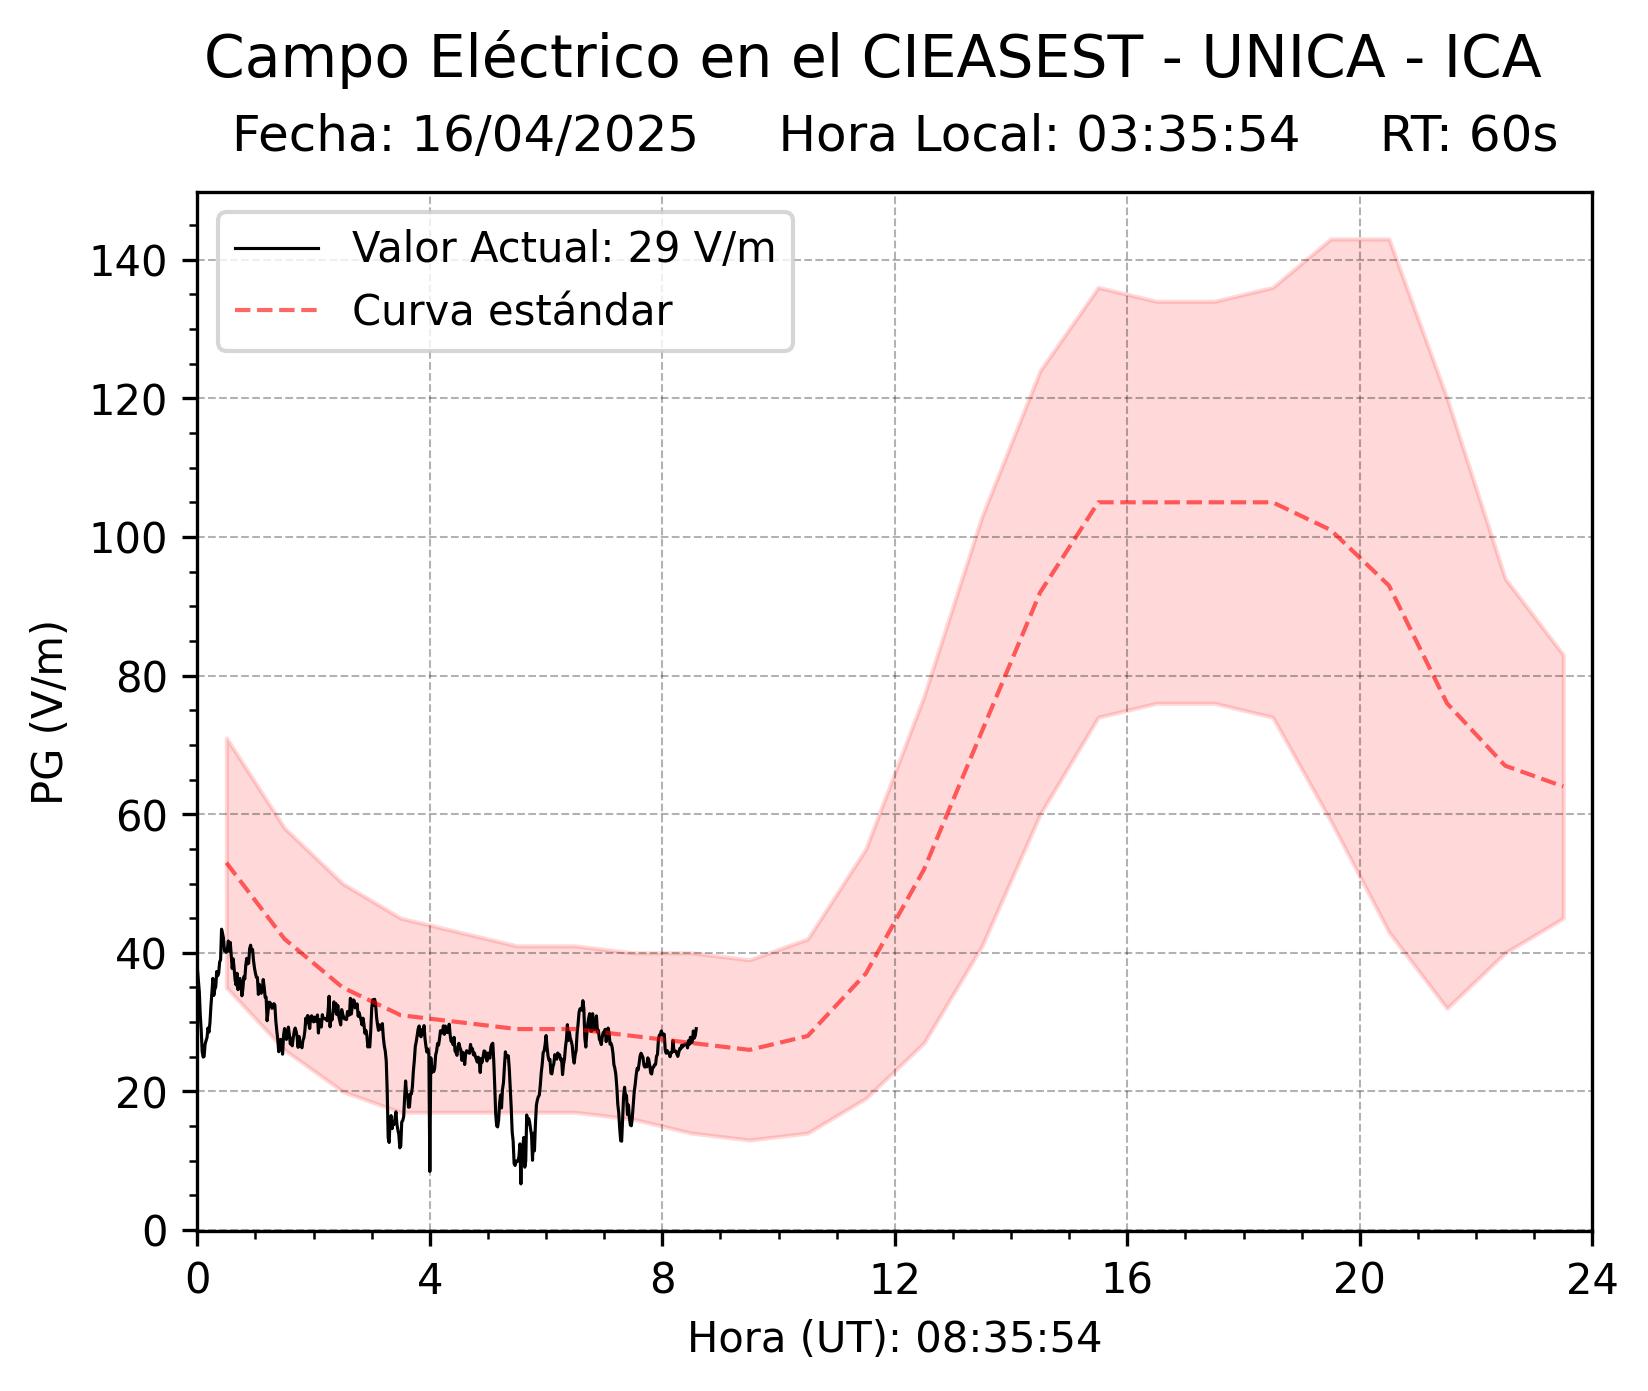 Campo Eléctrico en el CIEASEST - UNICA - ICA
Fecha: 16/04/2025 Hora Local: 03:35:54 RT: 60s
Valor Actual: 29 V/m
Curva estándar
PG (V/m)
140
120
100
80
60
40
20
0
0 4 8 12 16 20 24
Hora (UT): 08:35:54